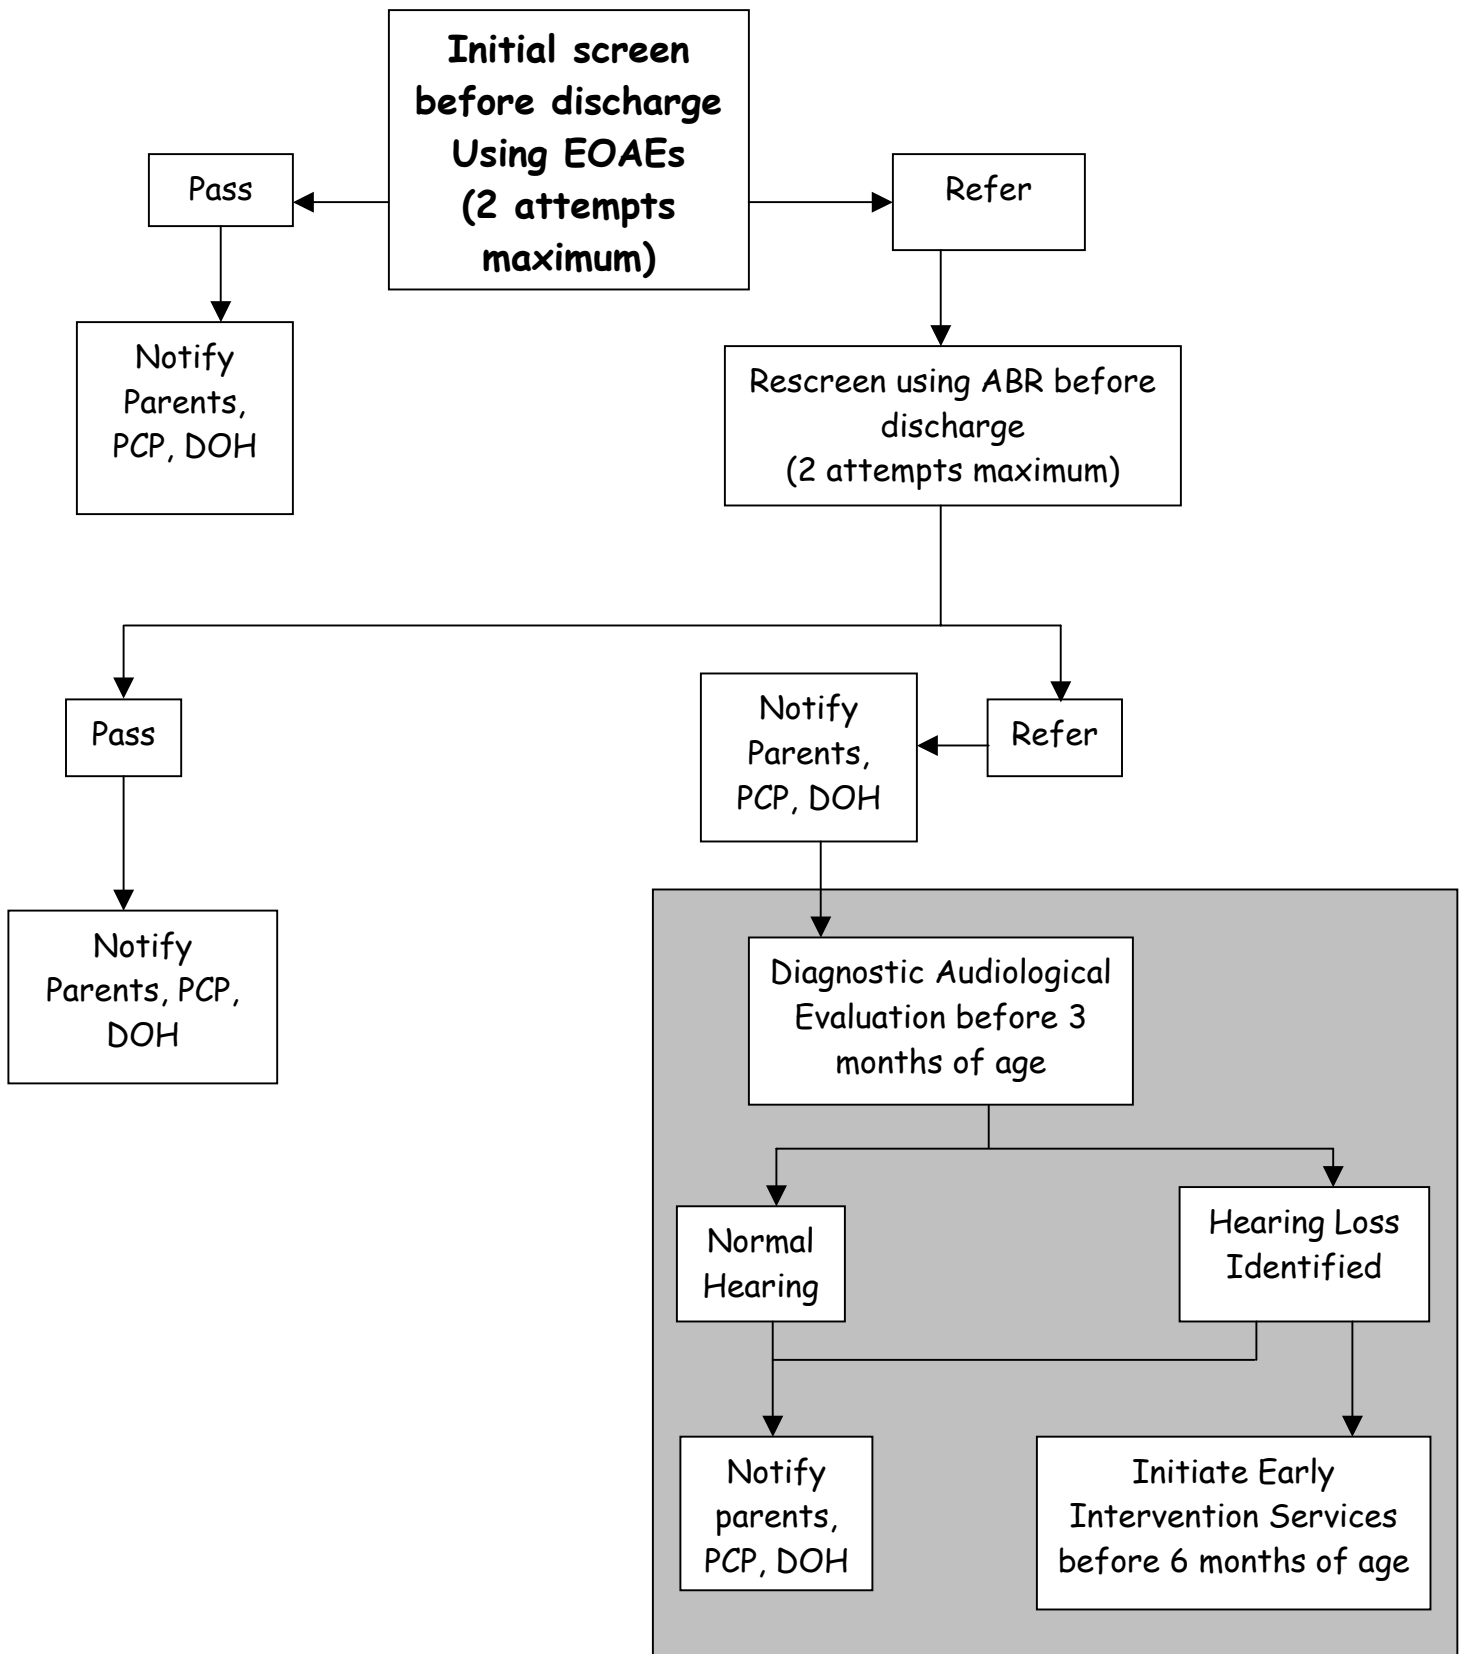 Initial screen
before discharge
Using EOAEs
(2 attempts
maximum)
Pass
Refer
Notify
Parents,
PCP, DOH
Rescreen using ABR before
discharge
(2 attempts maximum)
Pass
Notify
Parents,
PCP, DOH
Refer
Notify
Parents, PCP,
DOH
Diagnostic Audiological
Evaluation before 3
months of age
Normal
Hearing
Hearing Loss
Identified
Notify
parents,
PCP, DOH
Initiate Early
Intervention Services
before 6 months of age